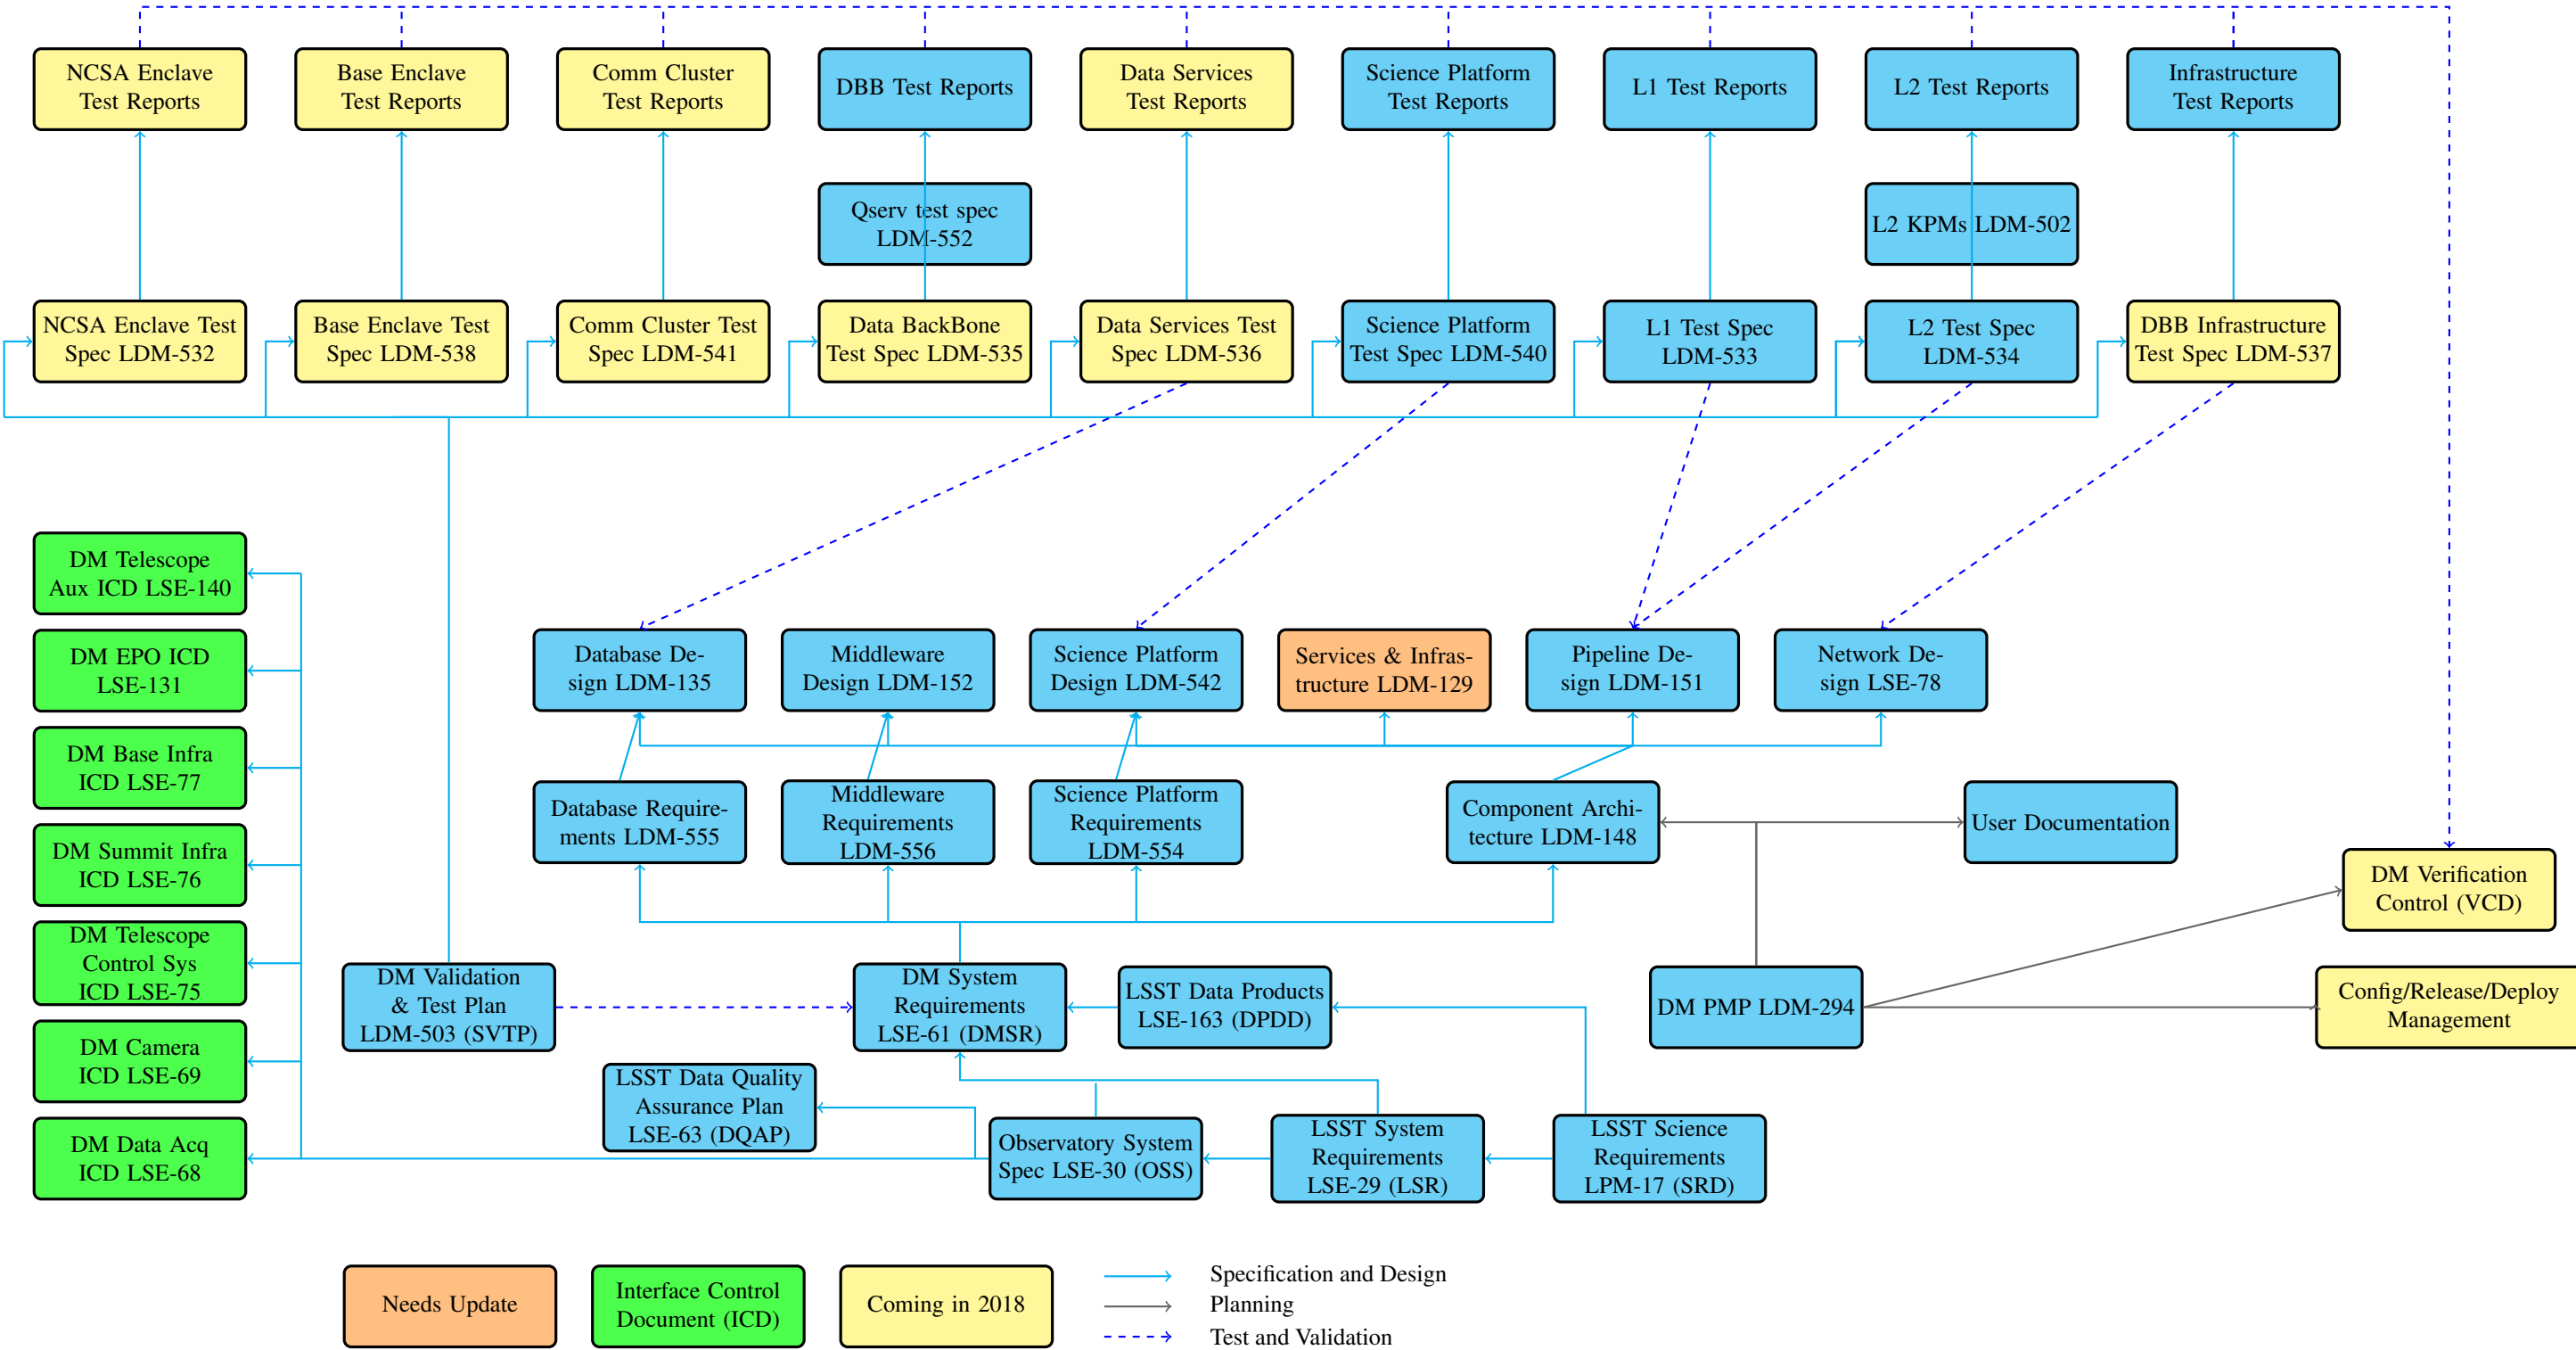 NCSA Enclave
Test Reports
Base Enclave
Test Reports
Comm Cluster
Test Reports
DBB Test Reports
Data Services
Test Reports
Science Platform
Test Reports
L1 Test Reports
L2 Test Reports
Infrastructure
Test Reports
Qserv test spec
LDM-552
L2 KPMs LDM-502
NCSA Enclave Test
Spec LDM-532
Base Enclave Test
Spec LDM-538
Comm Cluster Test
Spec LDM-541
Data BackBone
Test Spec LDM-535
Data Services Test
Spec LDM-536
Science Platform
Test Spec LDM-540
L1 Test Spec
LDM-533
L2 Test Spec
LDM-534
DBB Infrastructure
Test Spec LDM-537
DM Telescope
Aux ICD LSE-140
DM EPO ICD
LSE-131
DM Base Infra
ICD LSE-77
DM Summit Infra
ICD LSE-76
DM Telescope
Control Sys
ICD LSE-75
DM Camera
ICD LSE-69
DM Data Acq
ICD LSE-68
Database De-
sign LDM-135
Middleware
Design LDM-152
Science Platform
Design LDM-542
Services & Infras-
tructure LDM-129
Pipeline De-
sign LDM-151
Network De-
sign LSE-78
Database Require-
ments LDM-555
Middleware
Requirements
LDM-556
Science Platform
Requirements
LDM-554
Component Archi-
tecture LDM-148
User Documentation
DM Verification
Control (VCD)
DM Validation
& Test Plan
LDM-503 (SVTP)
DM System
Requirements
LSE-61 (DMSR)
LSST Data Products
LSE-163 (DPDD)
DM PMP LDM-294
Config/Release/Deploy
Management
LSST Data Quality
Assurance Plan
LSE-63 (DQAP)
Observatory System
Spec LSE-30 (OSS)
LSST System
Requirements
LSE-29 (LSR)
LSST Science
Requirements
LPM-17 (SRD)
Needs Update
Interface Control
Document (ICD)
Coming in 2018
Specification and Design
Planning
Test and Validation